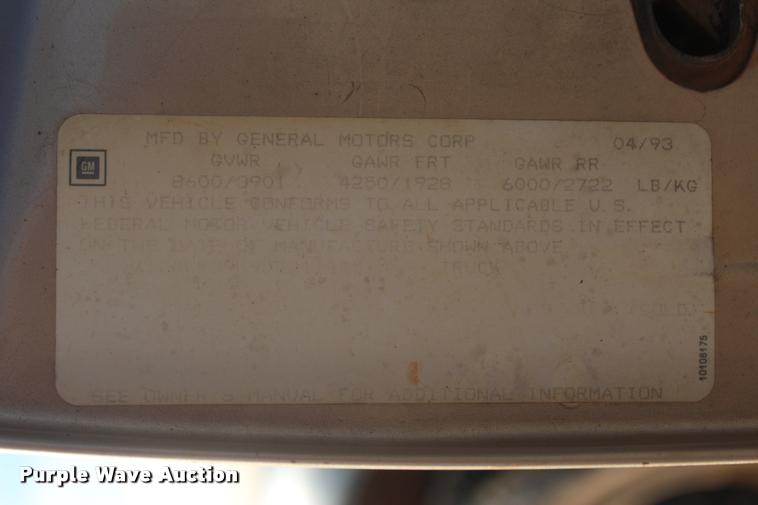 MFD BY GENERAL MOTORS CORP 04/93
GM
GVWR GAWR FRT GAWR RR
8600/3901 4250/1928 6000/2722 LB/KG
THIS VEHICLE CONFORMS TO ALL APPLICABLE U.S.
FEDERAL MOTOR VEHICLE SAFETY STANDARDS IN EFFECT
ON THE DATE OF MANUFACTURE SHOWN ABOVE
TRUCK
10108175
SEE OWNER'S MANUAL FOR ADDITIONAL INFORMATION
Purple Wave Auction